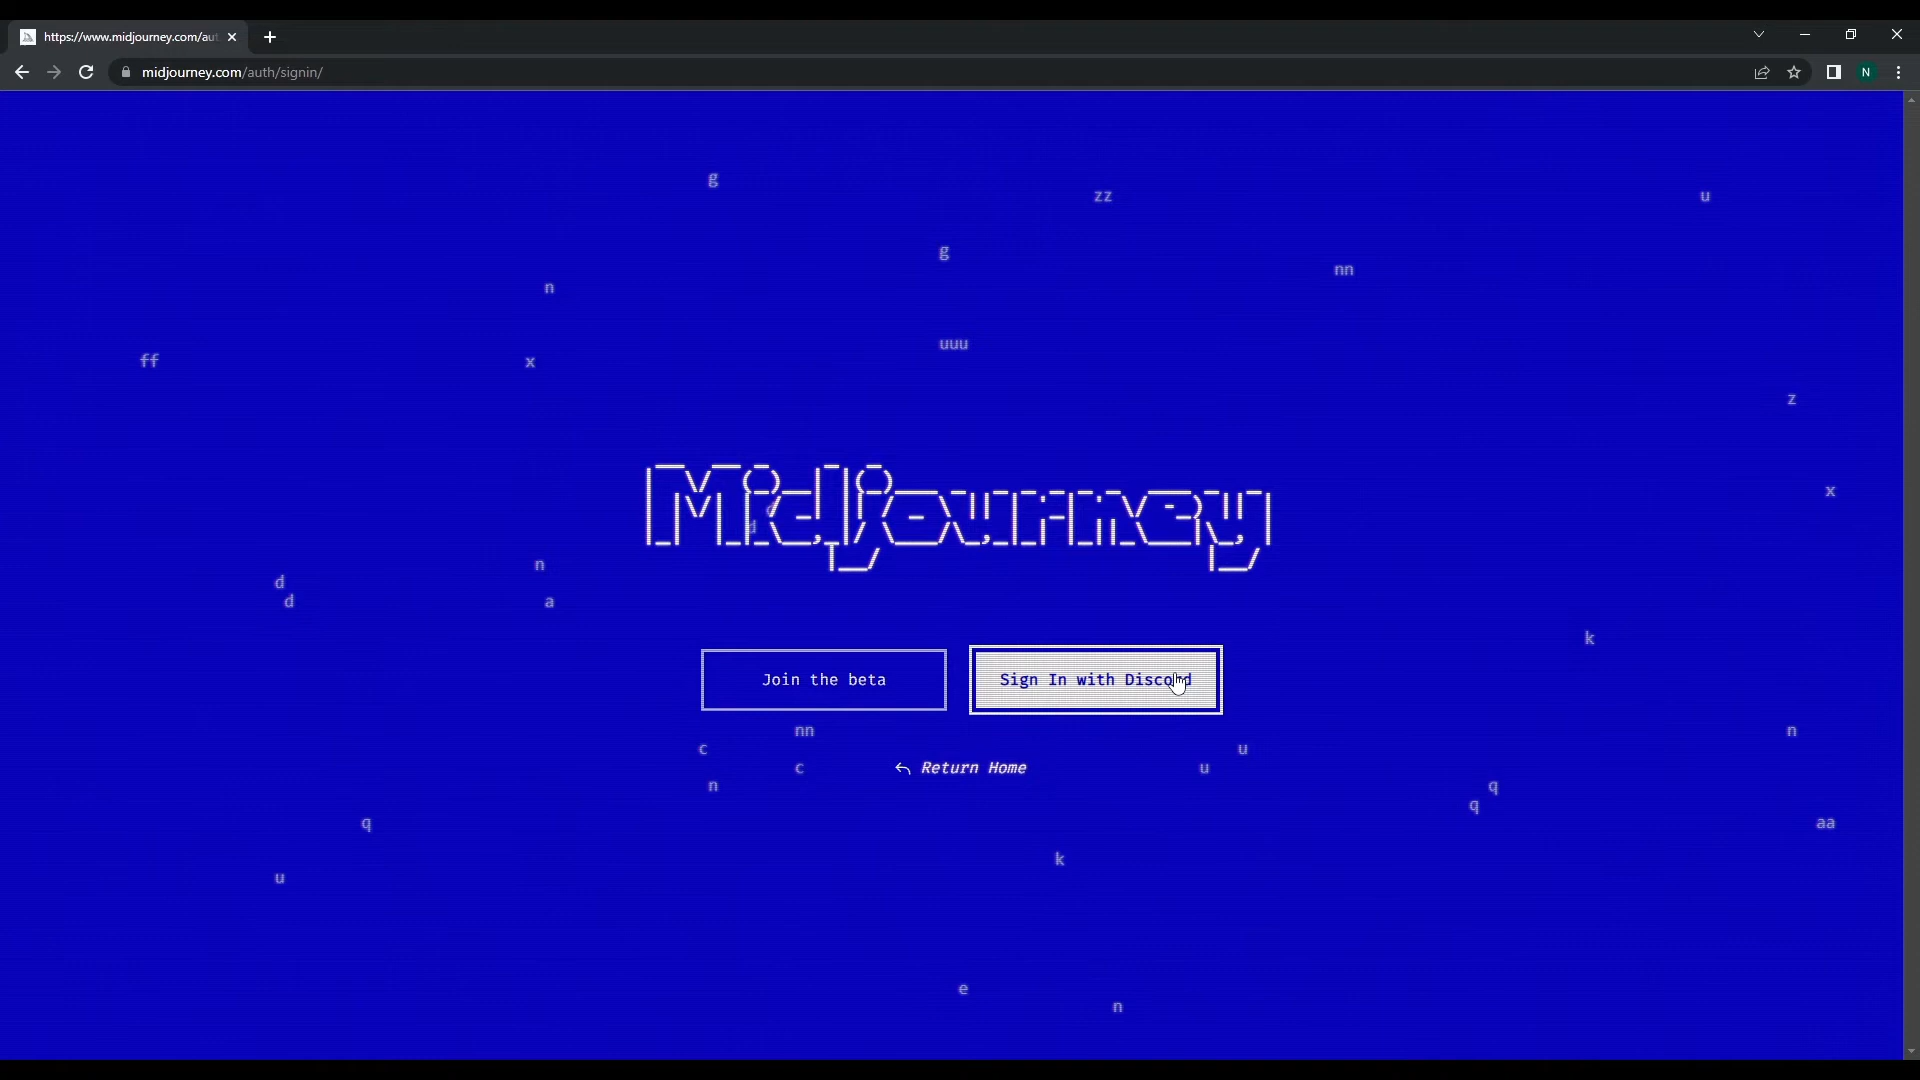 https://www.midjourney.com/au
midjourney.com/auth/signin/
N
g
zz
u
g
nn
n
uuu
ff
x
z
x
Midjourney
d
n
d
a
k
Join the beta
Sign In with Discord
nn
n
c
u
c
Return Home
u
n
q
q
q
aa
k
u
e
n